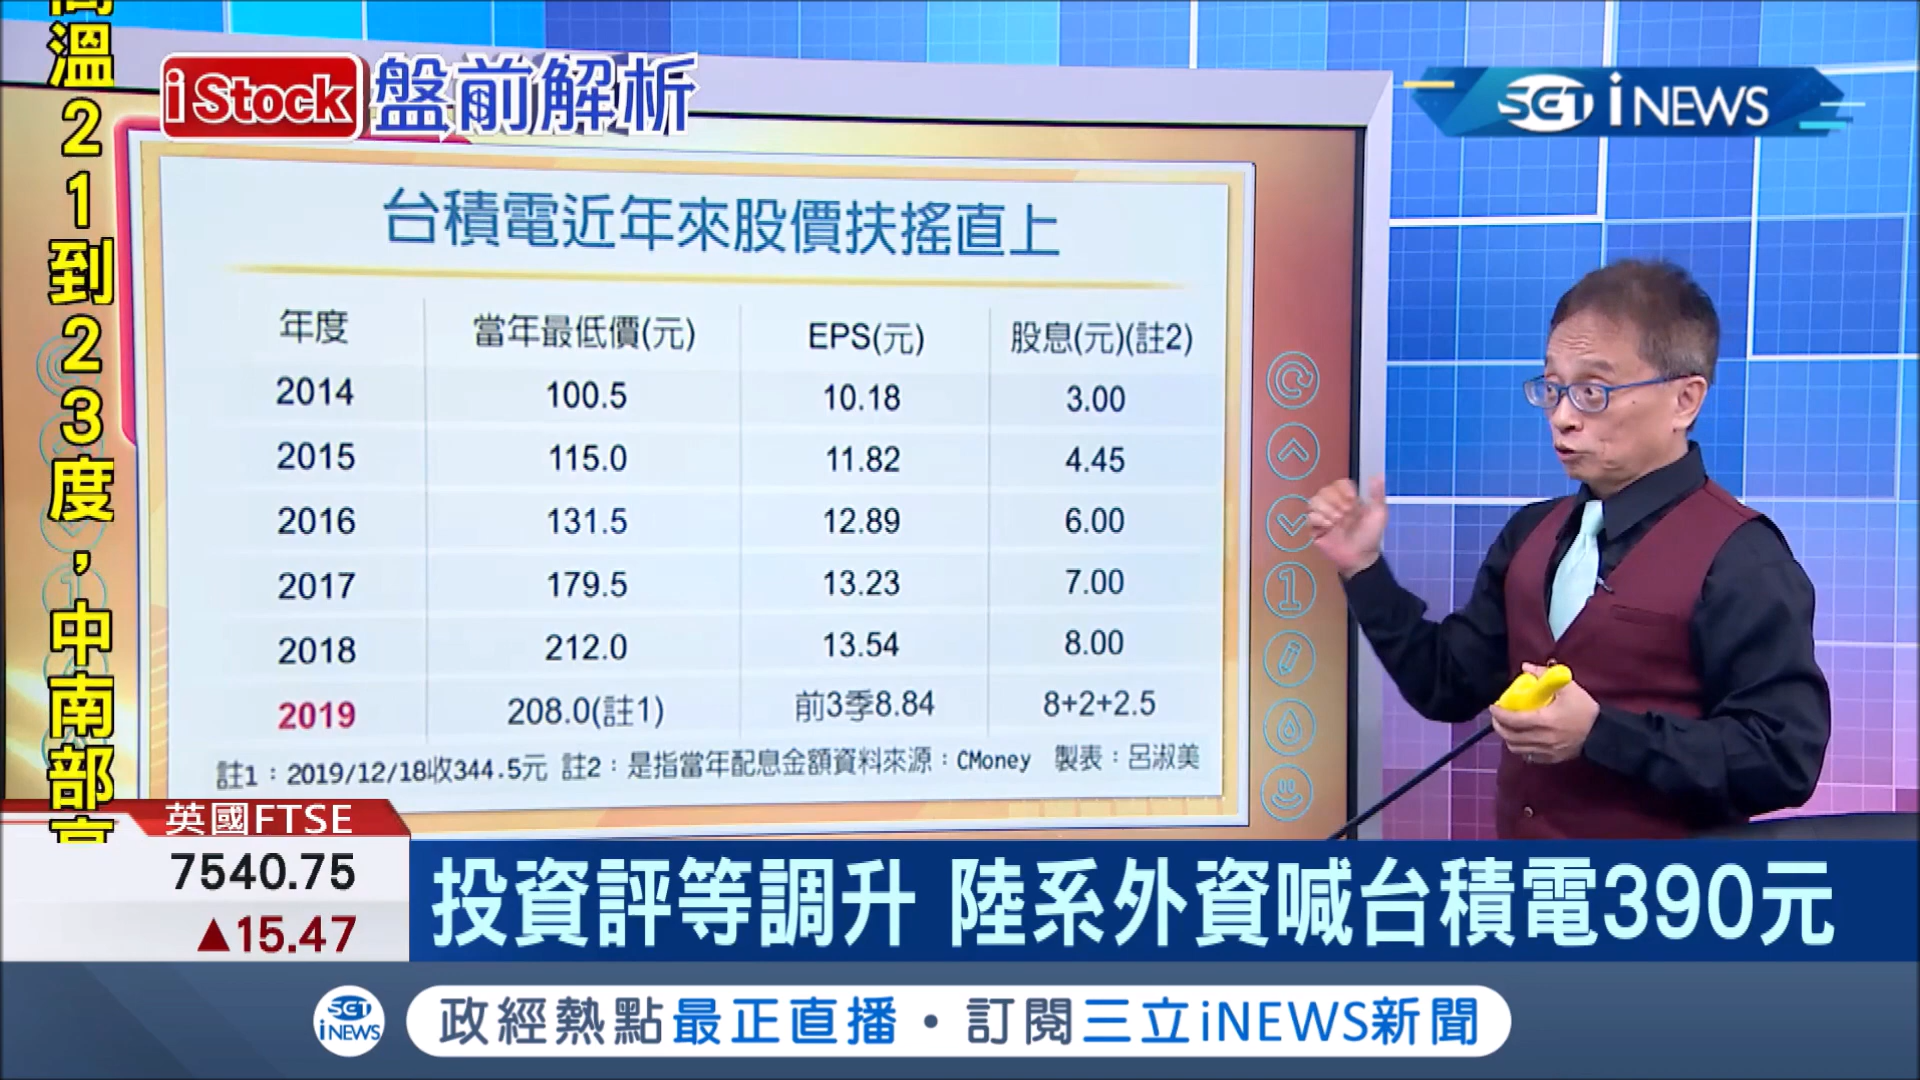 溫21到23度，中南部高
iStock 盤前解析
SET iNEWS
台積電近年來股價扶搖直上
年度 當年最低價(元) EPS(元) 股息(元)(註2)
2014 100.5 10.18 3.00
2015 115.0 11.82 4.45
2016 131.5 12.89 6.00
2017 179.5 13.23 7.00
2018 212.0 13.54 8.00
2019 208.0(註1) 前3季8.84 8+2+2.5
註1：2019/12/18收344.5元 註2：是指當年配息金額資料來源：CMoney 製表：呂淑美
英國FTSE
7540.75
▲15.47
投資評等調升 陸系外資喊台積電390元
SET iNEWS
政經熱點最正直播・訂閱三立iNEWS新聞